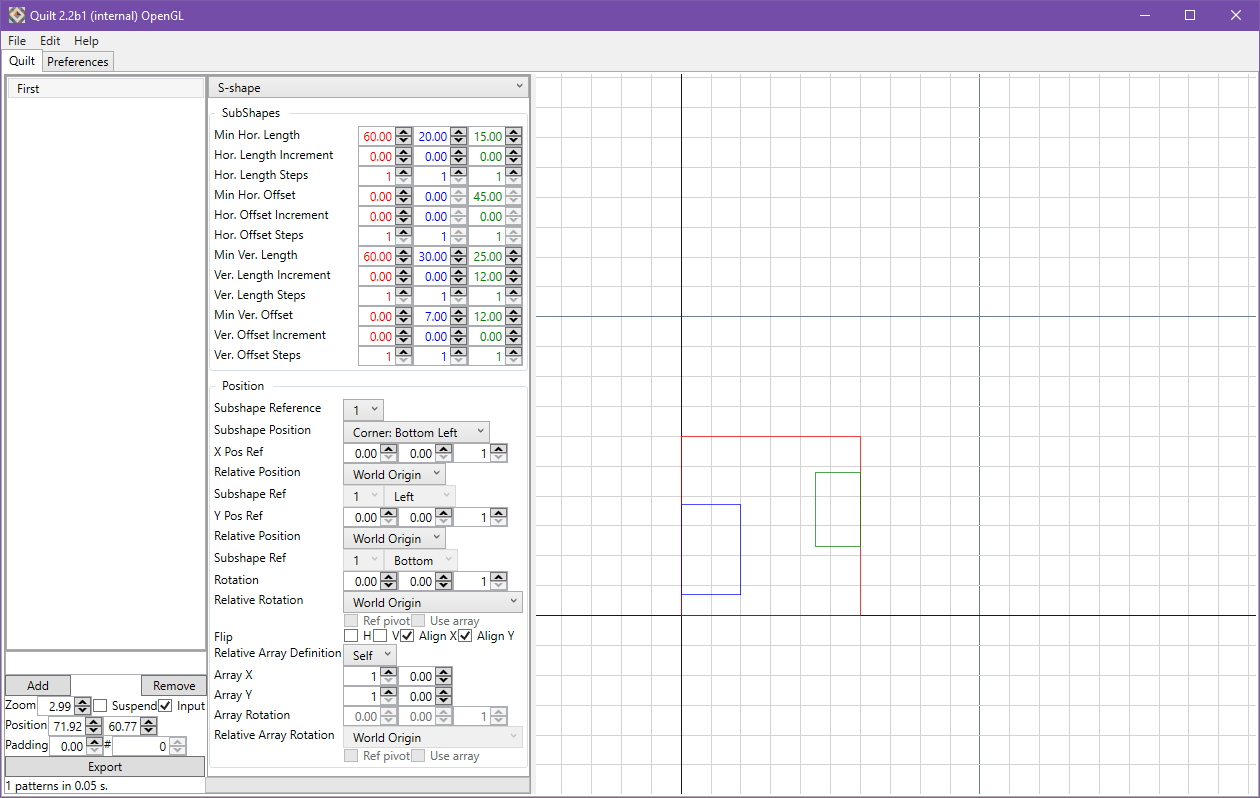 Quilt 2.2b1 (internal) OpenGL
File Edit Help
Quilt Preferences
First
S-shape
SubShapes
Min Hor. Length 60.00 20.00 15.00
Hor. Length Increment 0.00 0.00 0.00
Hor. Length Steps 1 1 1
Min Hor. Offset 0.00 0.00 45.00
Hor. Offset Increment 0.00 0.00 0.00
Hor. Offset Steps 1 1 1
Min Ver. Length 60.00 30.00 25.00
Ver. Length Increment 0.00 0.00 12.00
Ver. Length Steps 1 1 1
Min Ver. Offset 0.00 7.00 12.00
Ver. Offset Increment 0.00 0.00 0.00
Ver. Offset Steps 1 1 1
Position
Subshape Reference 1
Subshape Position Corner: Bottom Left
X Pos Ref 0.00 0.00 1
Relative Position World Origin
Subshape Ref 1 Left
Y Pos Ref 0.00 0.00 1
Relative Position World Origin
Subshape Ref 1 Bottom
Rotation 0.00 0.00 1
Relative Rotation World Origin
Ref pivot Use array
Flip H V Align X Align Y
Relative Array Definition Self
Array X 1 0.00
Array Y 1 0.00
Array Rotation 0.00 0.00 1
Relative Array Rotation World Origin
Ref pivot Use array
Add Remove
Zoom 2.99 Suspend Input
Position 71.92 60.77
Padding 0.00 # 0
Export
1 patterns in 0.05 s.